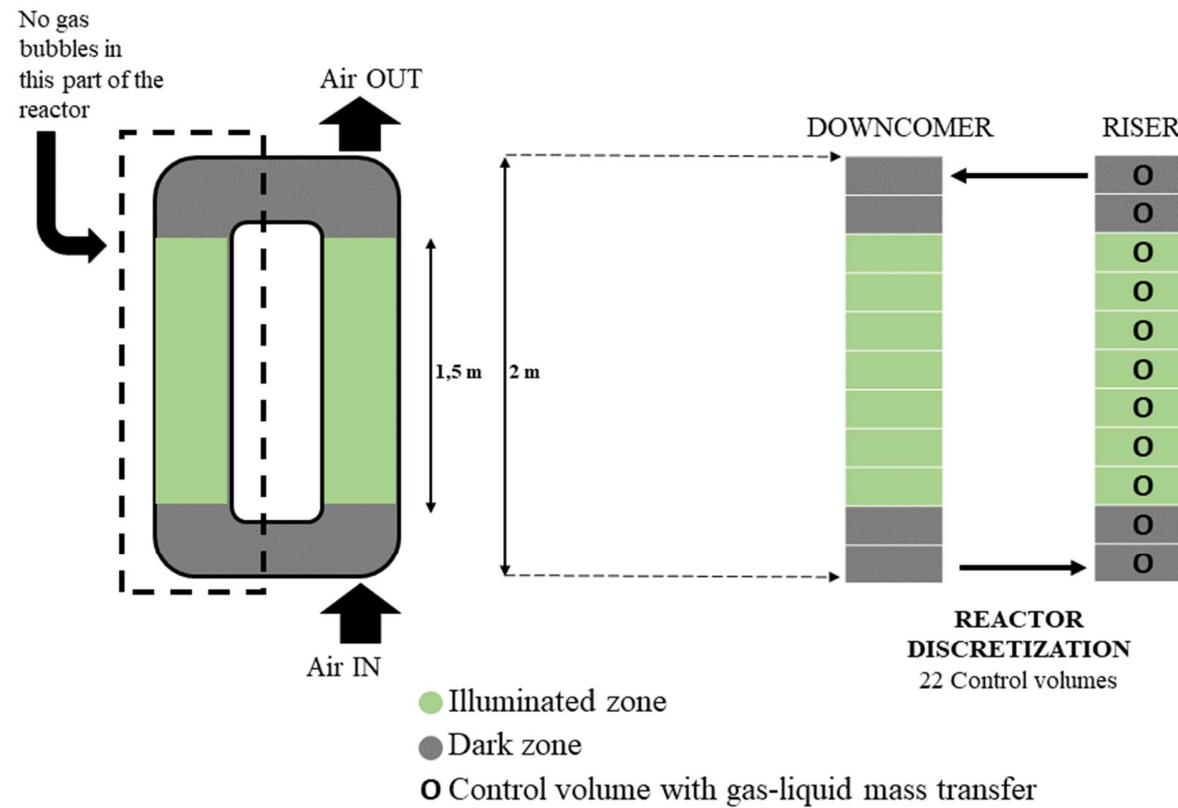 No gas
bubbles in
this part of the
reactor
Air OUT
DOWNCOMER
RISER
O
O
O
O
O
O
O
O
O
O
O
1,5 m
2 m
Air IN
REACTOR
DISCRETIZATION
22 Control volumes
Illuminated zone
Dark zone
O Control volume with gas-liquid mass transfer